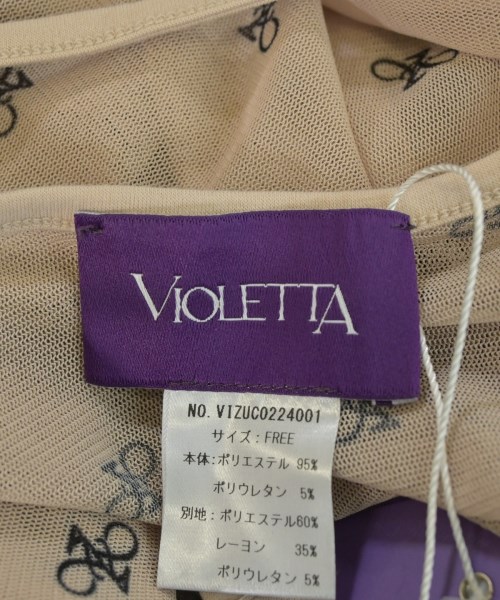 VIOLETTA
NO. VIZUC0224001
サイズ:FREE
本体:ポリエステル 95%
ポリウレタン 5%
別地:ポリエステル60%
レーヨン 35%
ポリウレタン 5%